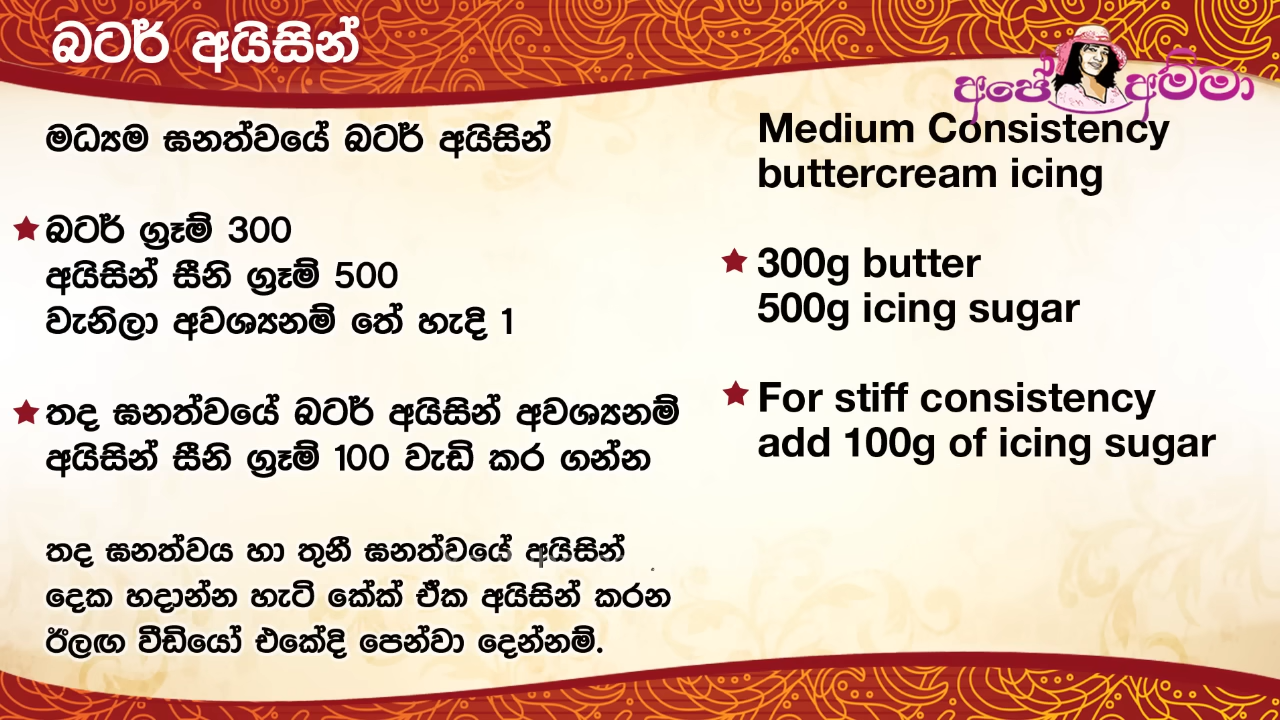 බටර් අයිසින්
අපේ අම්මා
මධ්‍යම ඝනත්වයේ බටර් අයිසින්
බටර් ග්‍රෑම් 300
අයිසින් සීනි ග්‍රෑම් 500
වැනිලා අවශ්‍යනම් තේ හැදි 1
තද ඝනත්වයේ බටර් අයිසින් අවශ්‍යනම්
අයිසින් සීනි ග්‍රෑම් 100 වැඩි කර ගන්න
තද ඝනත්වය හා තුනී ඝනත්වයේ අයිසින්
දෙක හදාන්න හැටි කේක් ඒක අයිසින් කරන
ඊලඟ වීඩියෝ එකේදි පෙන්වා දෙන්නම්.
Medium Consistency
buttercream icing
300g butter
500g icing sugar
For stiff consistency
add 100g of icing sugar